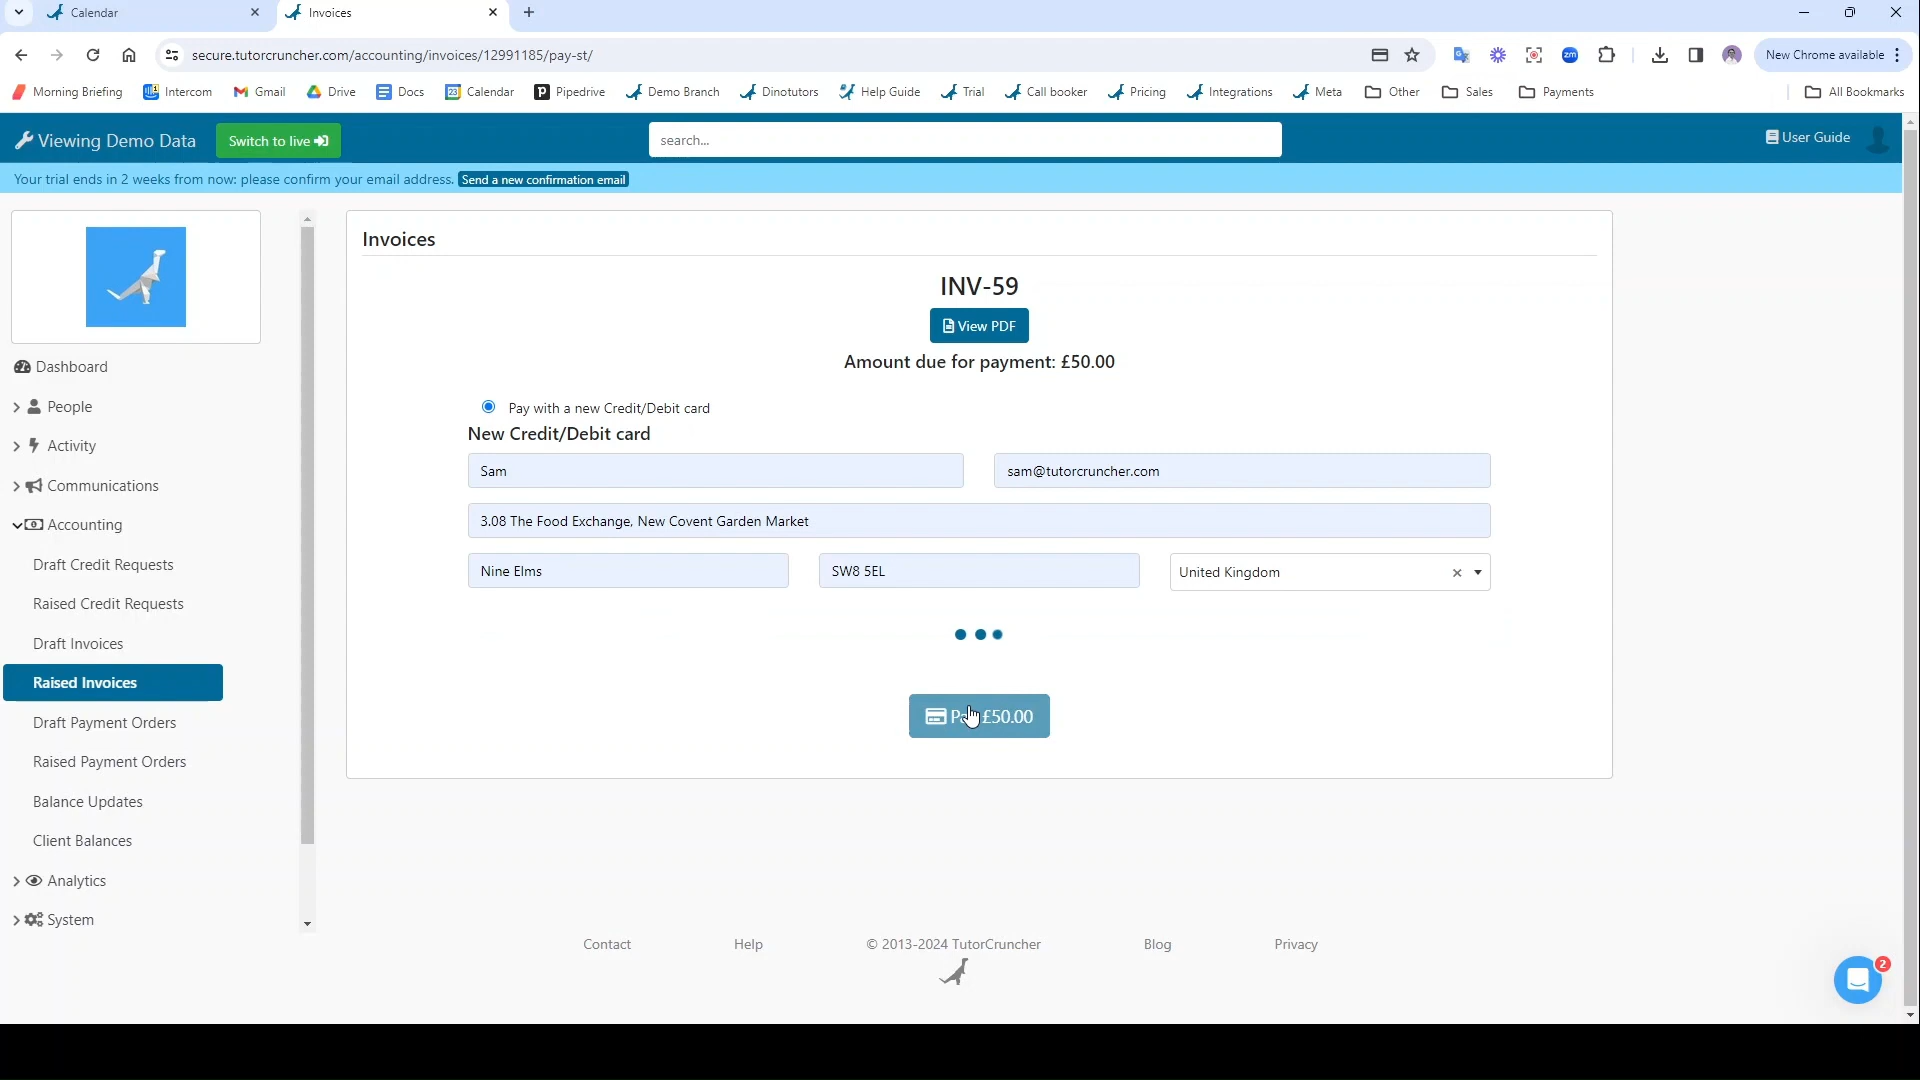 Calendar
Invoices
secure.tutorcruncher.com/accounting/invoices/12991185/pay-st/
zm
New Chrome available
Morning Briefing
Intercom
Gmail
Drive
Docs
Calendar
Pipedrive
Demo Branch
Dinotutors
Help Guide
Trial
Call booker
Pricing
Integrations
Meta
Other
Sales
Payments
All Bookmarks
Viewing Demo Data
Switch to live
search...
User Guide
Your trial ends in 2 weeks from now: please confirm your email address. Send a new confirmation email
Invoices
INV-59
View PDF
Amount due for payment: £50.00
Pay with a new Credit/Debit card
New Credit/Debit card
Sam
sam@tutorcruncher.com
3.08 The Food Exchange, New Covent Garden Market
Nine Elms
SW8 5EL
United Kingdom
£50.00
Dashboard
People
Activity
Communications
Accounting
Draft Credit Requests
Raised Credit Requests
Draft Invoices
Raised Invoices
Draft Payment Orders
Raised Payment Orders
Balance Updates
Client Balances
Analytics
System
Contact
Help
© 2013-2024 TutorCruncher
Blog
Privacy
2